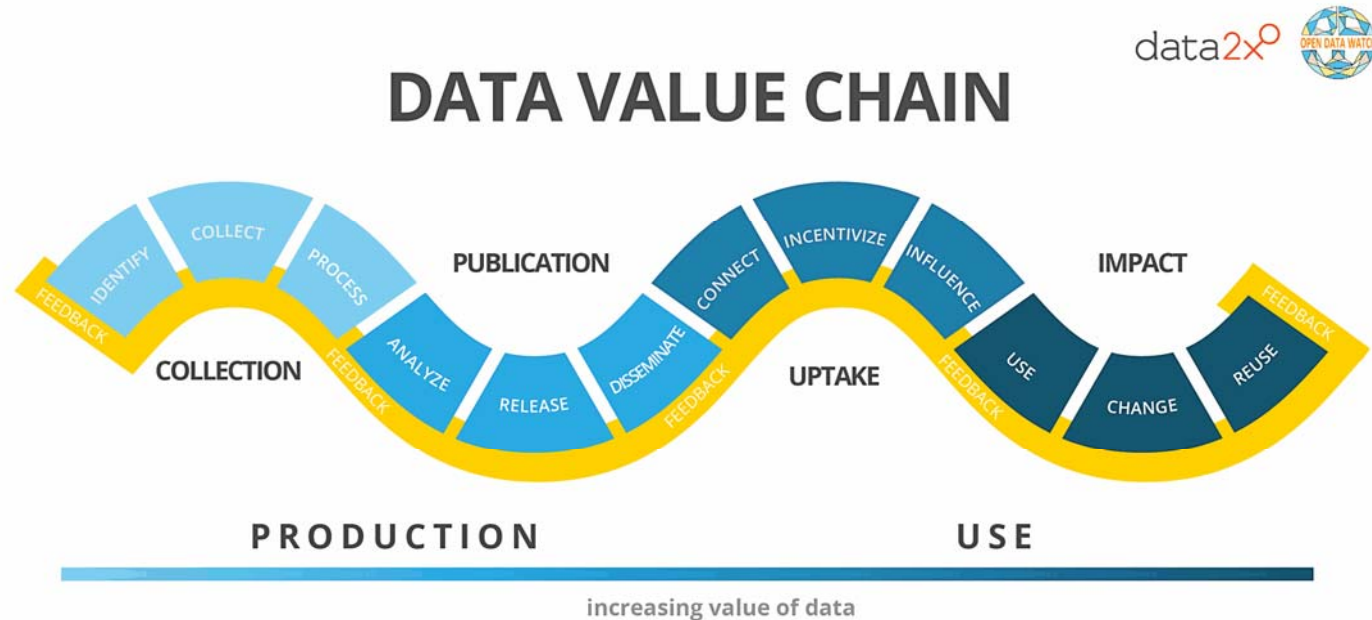 data2x
OPEN DATA WATCH
DATA VALUE CHAIN
IDENTIFY
COLLECT
PROCESS
ANALYZE
RELEASE
DISSEMINATE
CONNECT
INCENTIVIZE
INFLUENCE
USE
CHANGE
REUSE
FEEDBACK
FEEDBACK
FEEDBACK
FEEDBACK
FEEDBACK
COLLECTION
PUBLICATION
UPTAKE
IMPACT
PRODUCTION
USE
increasing value of data